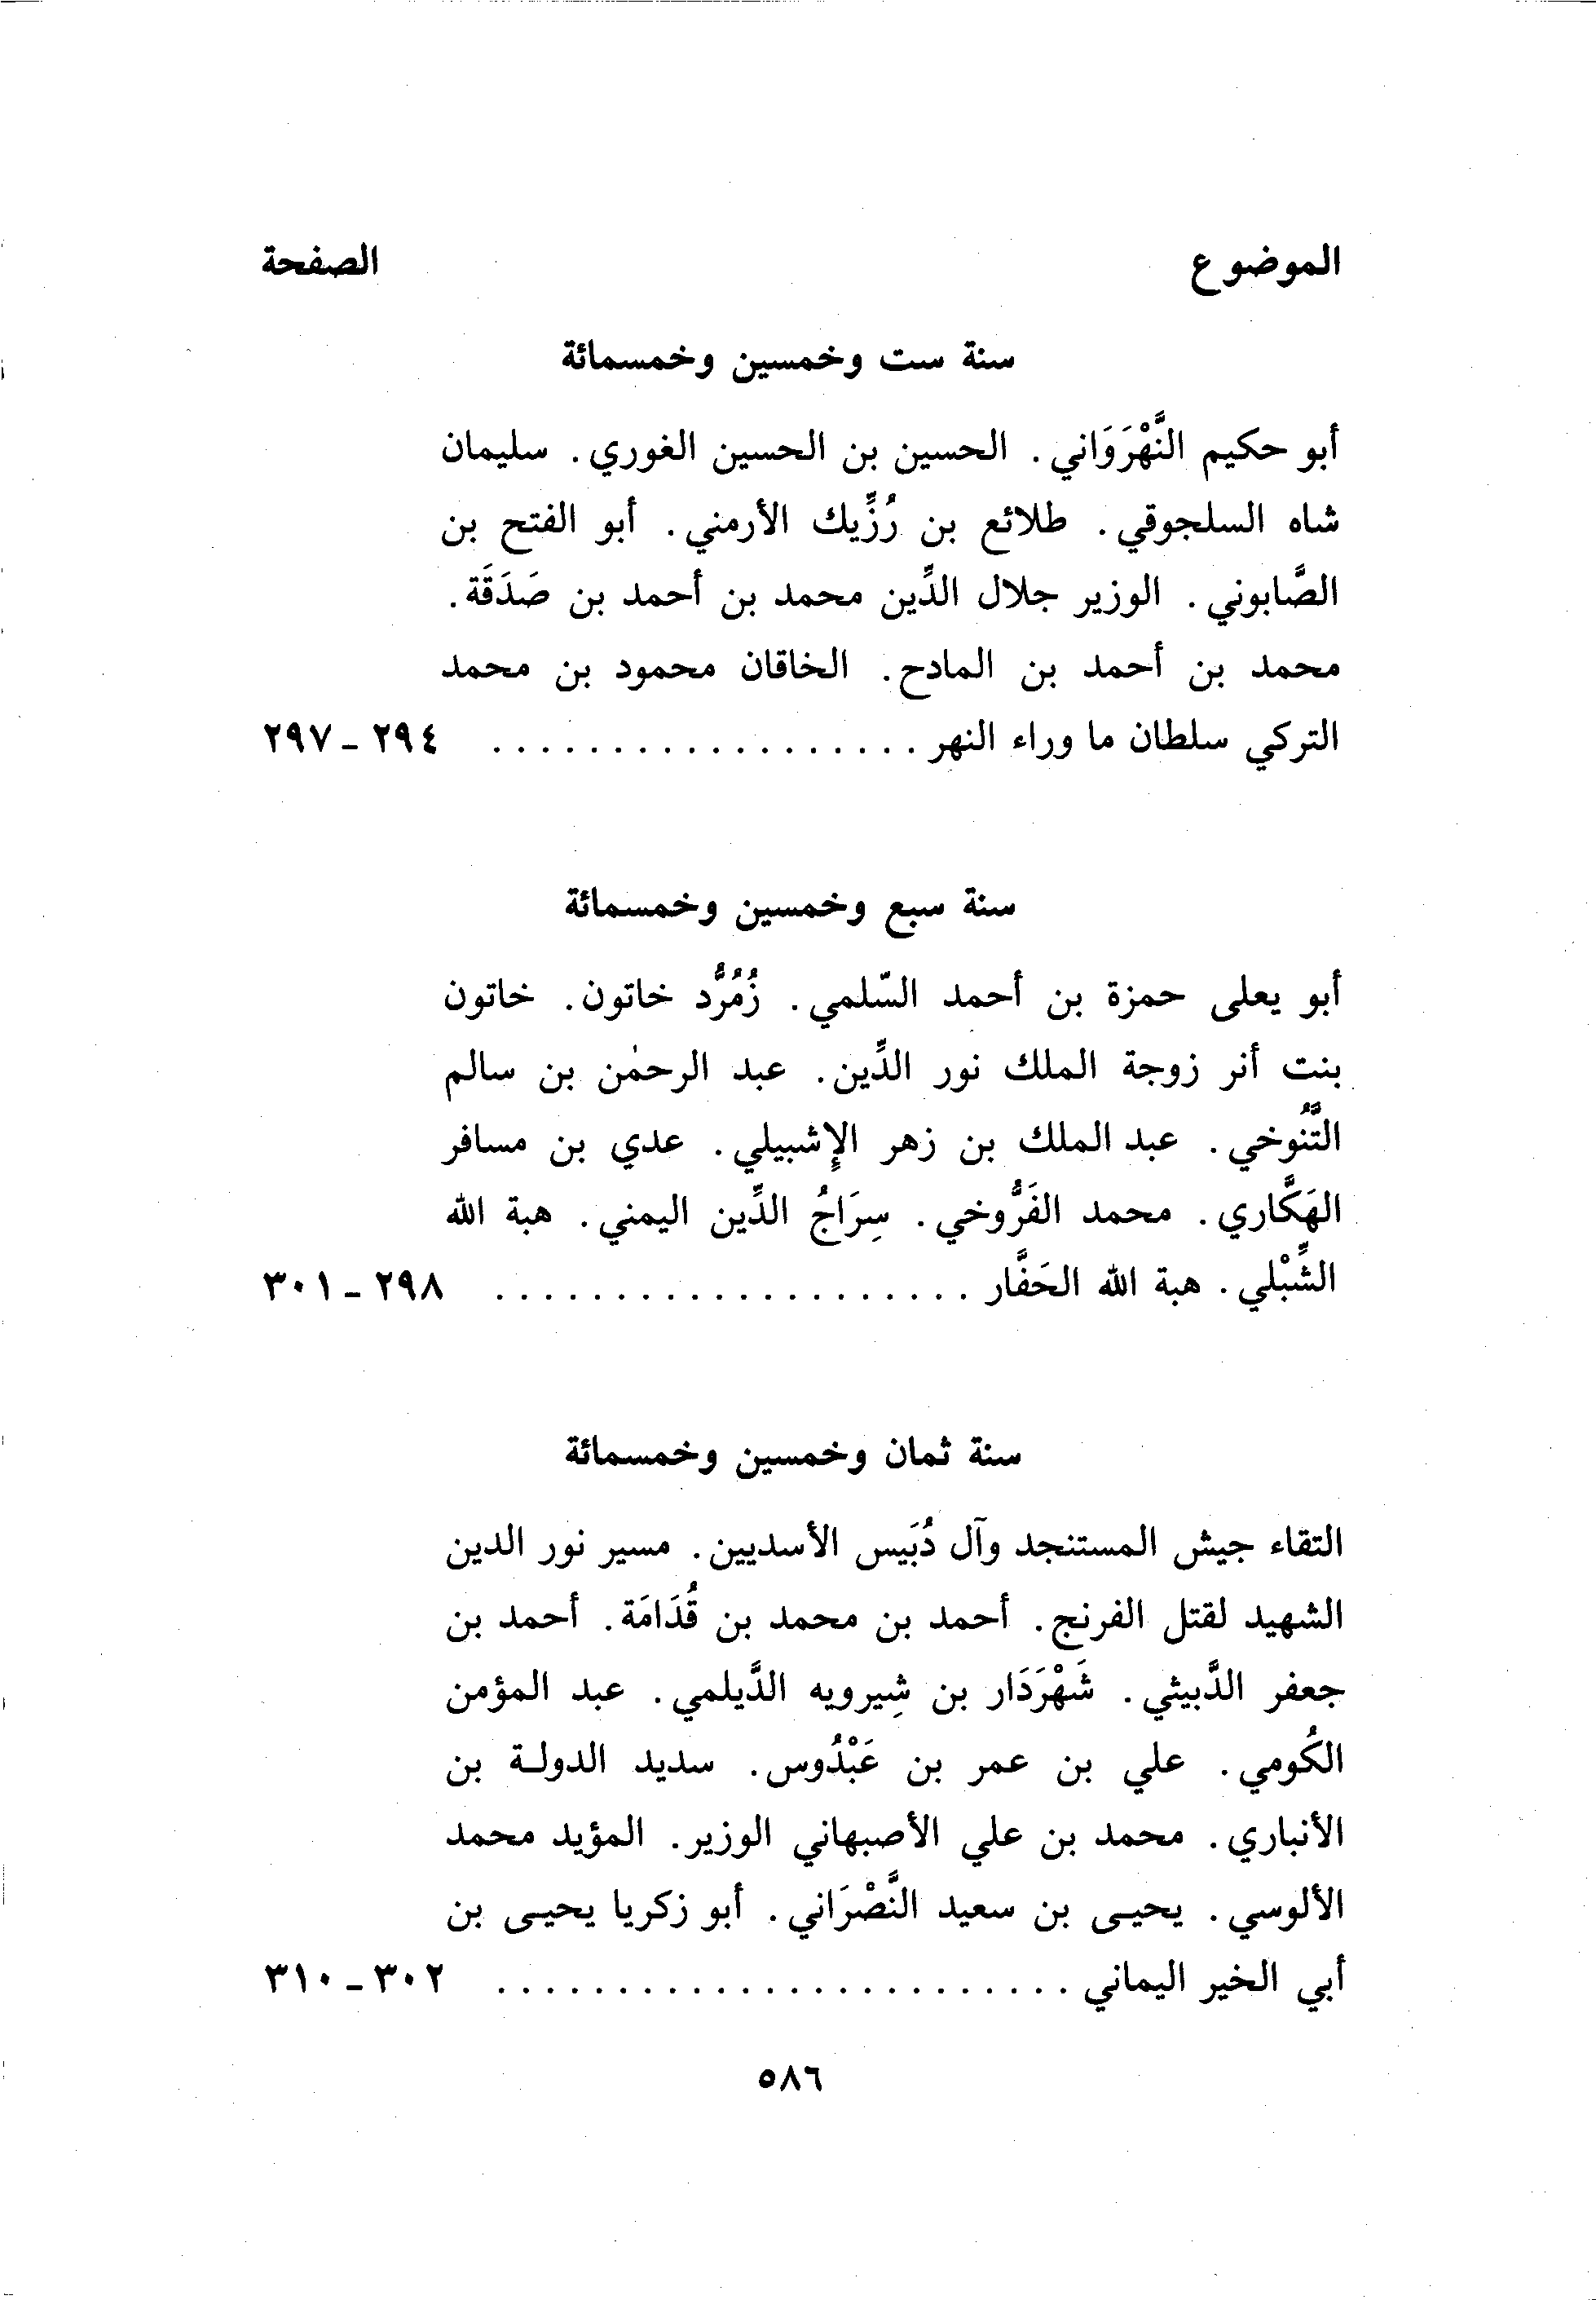 الموضوع الصفحة
سنة ست وخمسين وخمسمائة
أبو حكيم النَّهْرَوَاني. الحسين بن الحسين الغوري. سليمان
شاه السلجوقي. طلائع بن رُزِّيك الأرمني. أبو الفتح بن
الصَّابوني. الوزير جلال الدِّين محمد بن أحمد بن صَدَقَة.
محمد بن أحمد بن المادح. الخاقان محمود بن محمد
التركي سلطان ما وراء النهر . . . . . . . . . . . . . . . . . . ٢٩٤ - ٢٩٧
سنة سبع وخمسين وخمسمائة
أبو يعلى حمزة بن أحمد السّلمي. زُمُرُّد خاتون. خاتون
بنت أنر زوجة الملك نور الدِّين. عبد الرحمٰن بن سالم
التَّنُوخي. عبد الملك بن زهر الإِشبيلي. عدي بن مسافر
الهَكَّاري. محمد الفَرُّوخي. سِرَاجُ الدِّين اليمني. هبة الله
الشِّبْلي. هبة الله الحَفَّار . . . . . . . . . . . . . . . . . . . . ٢٩٨ - ٣٠١
سنة ثمان وخمسين وخمسمائة
التقاء جيش المستنجد وآل دُبَيس الأسديين. مسير نور الدين
الشهيد لقتل الفرنج. أحمد بن محمد بن قُدَامَة. أحمد بن
جعفر الدَّبيثي. شَهْرَدَار بن شِيرويه الدَّيلمي. عبد المؤمن
الكُومي. علي بن عمر بن عَبْدُوس. سديد الدولـة بن
الأنباري. محمد بن علي الأصبهاني الوزير. المؤيد محمد
الألوسي. يحيـى بن سعيد النَّصْرَاني. أبو زكريا يحيـى بن
أبي الخير اليماني . . . . . . . . . . . . . . . . . . . . . . . . ٣٠٢ - ٣١٠
٥٨٦